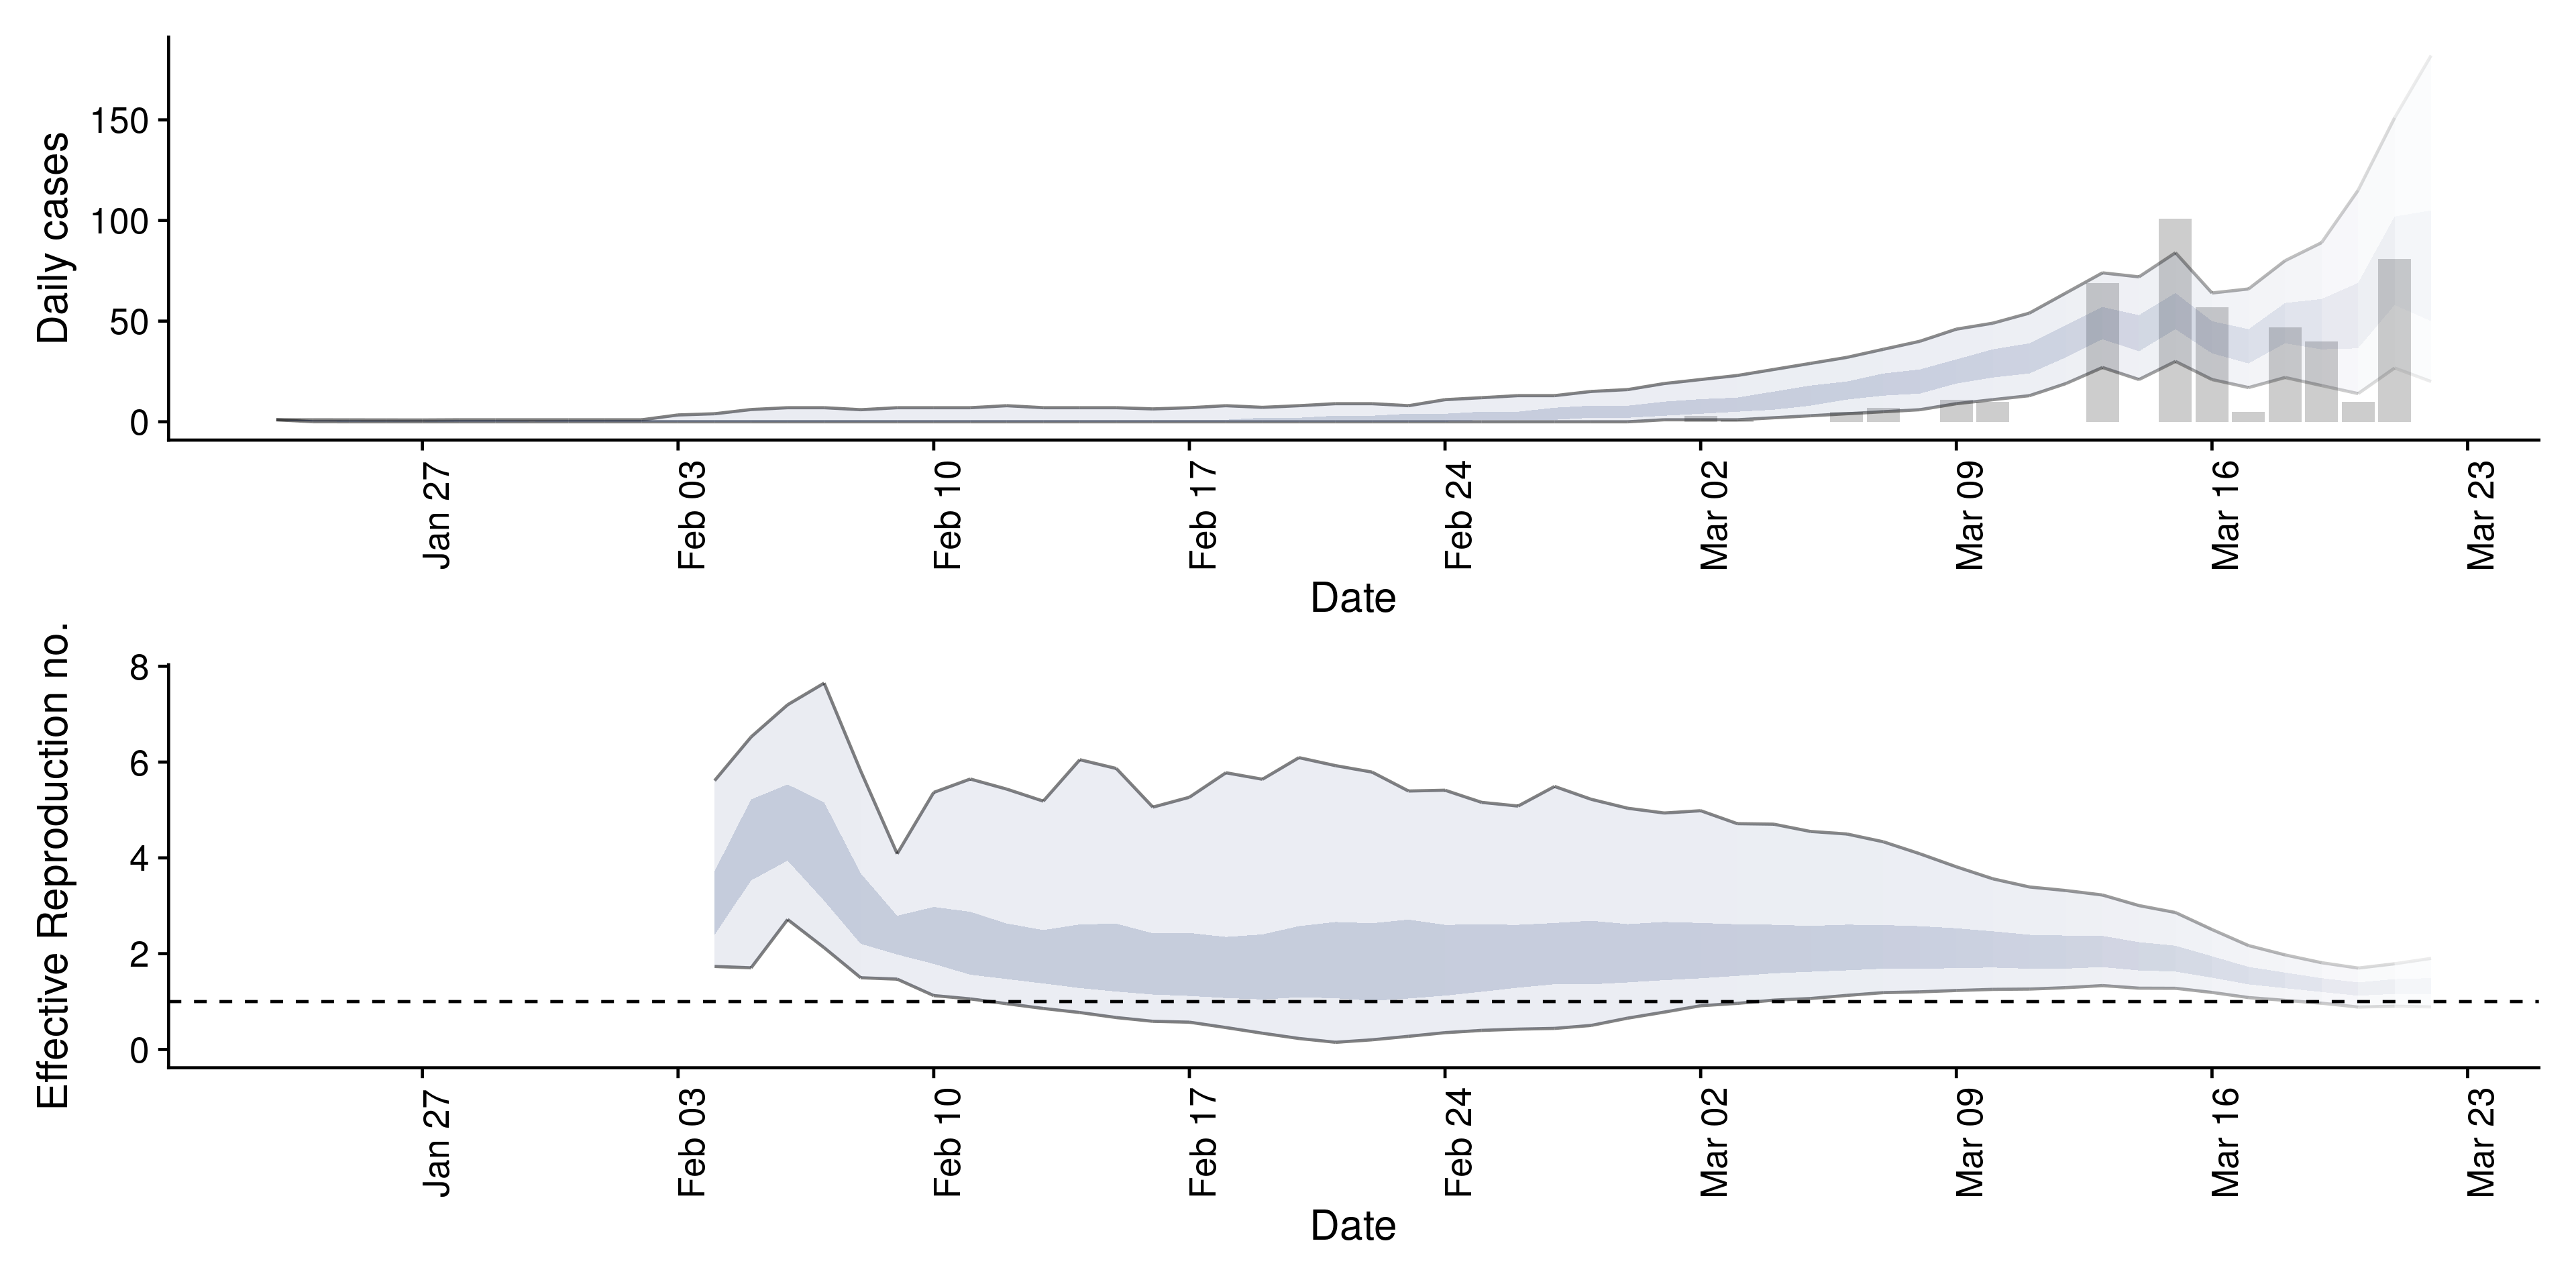 Daily cases
150
100
50
0
Jan 27
Feb 03
Feb 10
Feb 17
Feb 24
Mar 02
Mar 09
Mar 16
Mar 23
Date
Effective Reproduction no.
8
6
4
2
0
Jan 27
Feb 03
Feb 10
Feb 17
Feb 24
Mar 02
Mar 09
Mar 16
Mar 23
Date